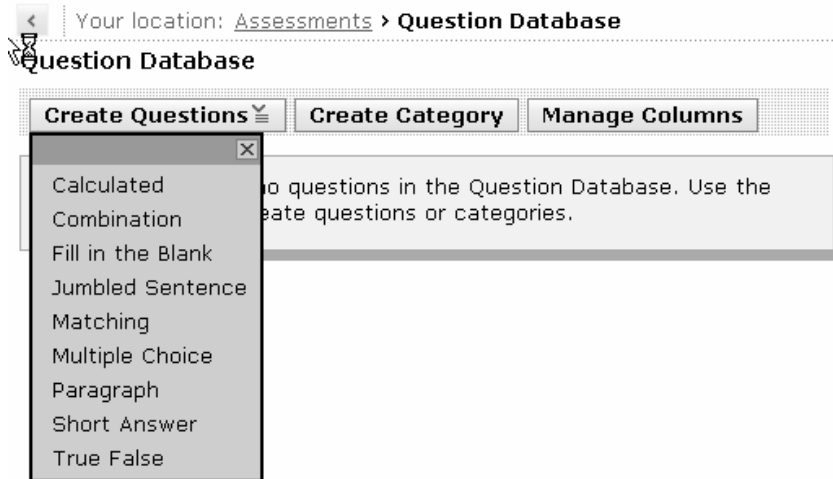 Your location: Assessments › Question Database
Question Database
Create Questions Create Category Manage Columns
Calculated
Combination
Fill in the Blank
Jumbled Sentence
Matching
Multiple Choice
Paragraph
Short Answer
True False
no questions in the Question Database. Use the
eate questions or categories.